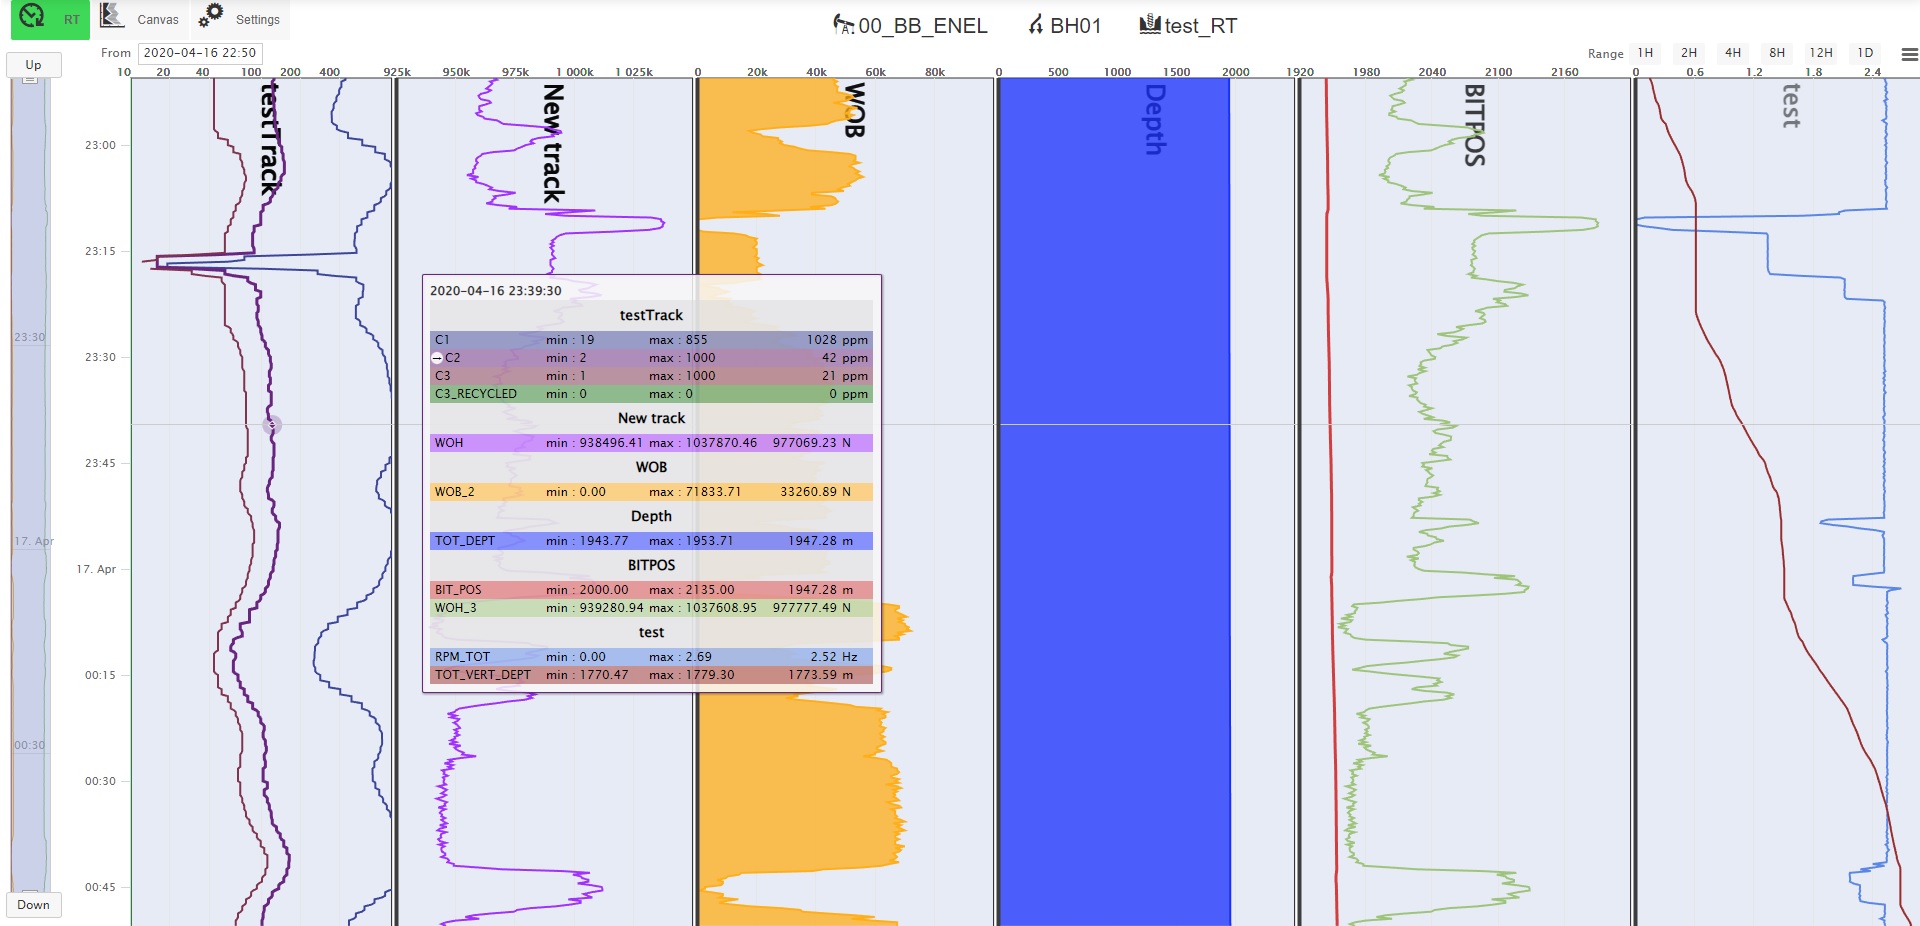 RT Canvas Settings
00_BB_ENEL BH01 test_RT
From 2020-04-16 22:50
Range 1H 2H 4H 8H 12H 1D
Up
10 20 40 100 200 400
925k 950k 975k 1 000k 1 025k
0 20k 40k 60k 80k
0 500 1000 1500 2000
1920 1980 2040 2100 2160
0 0.6 1.2 1.8 2.4
testTrack
New track
WOB
Depth
BITPOS
test
23:00
23:15
23:30
23:45
17. Apr
00:15
00:30
00:45
23:30
17. Apr
00:30
Down
2020-04-16 23:39:30
testTrack
C1 min : 19 max : 855 1028 ppm
C2 min : 2 max : 1000 42 ppm
C3 min : 1 max : 1000 21 ppm
C3_RECYCLED min : 0 max : 0 0 ppm
New track
WOH min : 938496.41 max : 1037870.46 977069.23 N
WOB
WOB_2 min : 0.00 max : 71833.71 33260.89 N
Depth
TOT_DEPT min : 1943.77 max : 1953.71 1947.28 m
BITPOS
BIT_POS min : 2000.00 max : 2135.00 1947.28 m
WOH_3 min : 939280.94 max : 1037608.95 977777.49 N
test
RPM_TOT min : 0.00 max : 2.69 2.52 Hz
TOT_VERT_DEPT min : 1770.47 max : 1779.30 1773.59 m